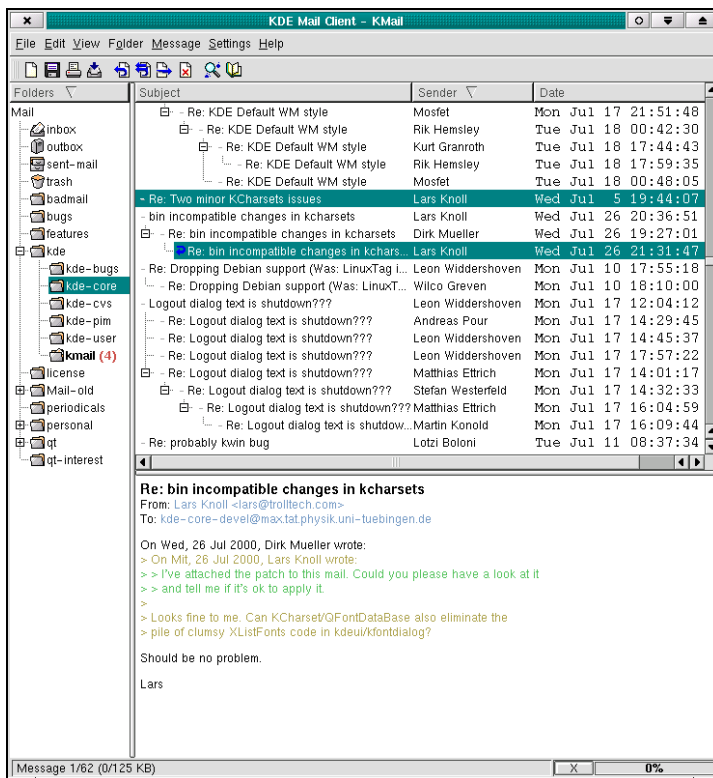 KDE Mail Client - KMail
File Edit View Folder Message Settings Help
Folders
Mail
inbox
outbox
sent-mail
trash
badmail
bugs
features
kde
kde-bugs
kde-core
kde-cvs
kde-pim
kde-user
kmail (4)
license
Mail-old
periodicals
personal
qt
qt-interest
Subject Sender Date
- Re: KDE Default WM style Mosfet Mon Jul 17 21:51:48
- Re: KDE Default WM style Rik Hemsley Tue Jul 18 00:42:30
- Re: KDE Default WM style Kurt Granroth Tue Jul 18 17:44:43
- Re: KDE Default WM style Rik Hemsley Tue Jul 18 17:59:35
- Re: KDE Default WM style Mosfet Tue Jul 18 00:48:05
- Re: Two minor KCharsets issues Lars Knoll Wed Jul 5 19:44:07
- bin incompatible changes in kcharsets Lars Knoll Wed Jul 26 20:36:51
- Re: bin incompatible changes in kcharsets Dirk Mueller Wed Jul 26 19:27:01
Re: bin incompatible changes in kchars... Lars Knoll Wed Jul 26 21:31:47
- Re: Dropping Debian support (Was: LinuxTag i... Leon Widdershoven Mon Jul 10 17:55:18
- Re: Dropping Debian support (Was: LinuxT... Wilco Greven Mon Jul 10 18:10:00
- Logout dialog text is shutdown??? Leon Widdershoven Mon Jul 17 12:04:12
- Re: Logout dialog text is shutdown??? Andreas Pour Mon Jul 17 14:29:45
- Re: Logout dialog text is shutdown??? Leon Widdershoven Mon Jul 17 14:45:37
- Re: Logout dialog text is shutdown??? Leon Widdershoven Mon Jul 17 17:57:22
- Re: Logout dialog text is shutdown??? Matthias Ettrich Mon Jul 17 14:01:17
- Re: Logout dialog text is shutdown??? Stefan Westerfeld Mon Jul 17 14:32:33
- Re: Logout dialog text is shutdown??? Matthias Ettrich Mon Jul 17 16:04:59
- Re: Logout dialog text is shutdow... Martin Konold Mon Jul 17 16:09:44
- Re: probably kwin bug Lotzi Boloni Tue Jul 11 08:37:34
Re: bin incompatible changes in kcharsets
From: Lars Knoll <lars@trolltech.com>
To: kde-core-devel@max.tat.physik.uni-tuebingen.de
On Wed, 26 Jul 2000, Dirk Mueller wrote:
> On Mit, 26 Jul 2000, Lars Knoll wrote:
> > I've attached the patch to this mail. Could you please have a look at it
> > and tell me if it's ok to apply it.
>
> Looks fine to me. Can KCharset/QFontDataBase also eliminate the
> pile of clumsy XListFonts code in kdeui/kfontdialog?
Should be no problem.
Lars
Message 1/62 (0/125 KB) X 0%